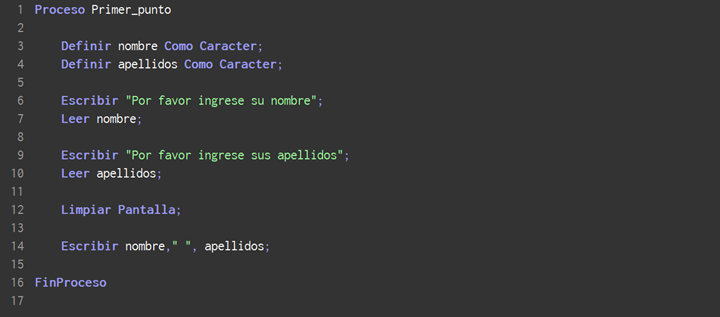 1 Proceso Primer_punto
2
3 Definir nombre Como Caracter;
4 Definir apellidos Como Caracter;
5
6 Escribir "Por favor ingrese su nombre";
7 Leer nombre;
8
9 Escribir "Por favor ingrese sus apellidos";
10 Leer apellidos;
11
12 Limpiar Pantalla;
13
14 Escribir nombre," ", apellidos;
15
16 FinProceso
17